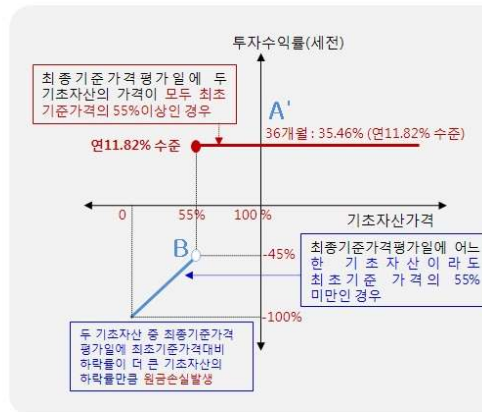 투자수익률(세전)
최종기준가격평가일에 두
기초자산의 가격이 모두 최초
기준가격의 55%이상인 경우
A'
36개월 : 35.46% (연11.82% 수준)
연11.82% 수준
0
55%
100 %
기초자산가격
B
-45%
최종기준가격평가일에 어느
한 기초자산이라도
최초기준 가격의 55%
미만인 경우
-100%
두 기초자산 중 최종기준가격
평가일에 최초기준가격대비
하락률이 더 큰 기초자산의
하락률만큼 원금손실발생